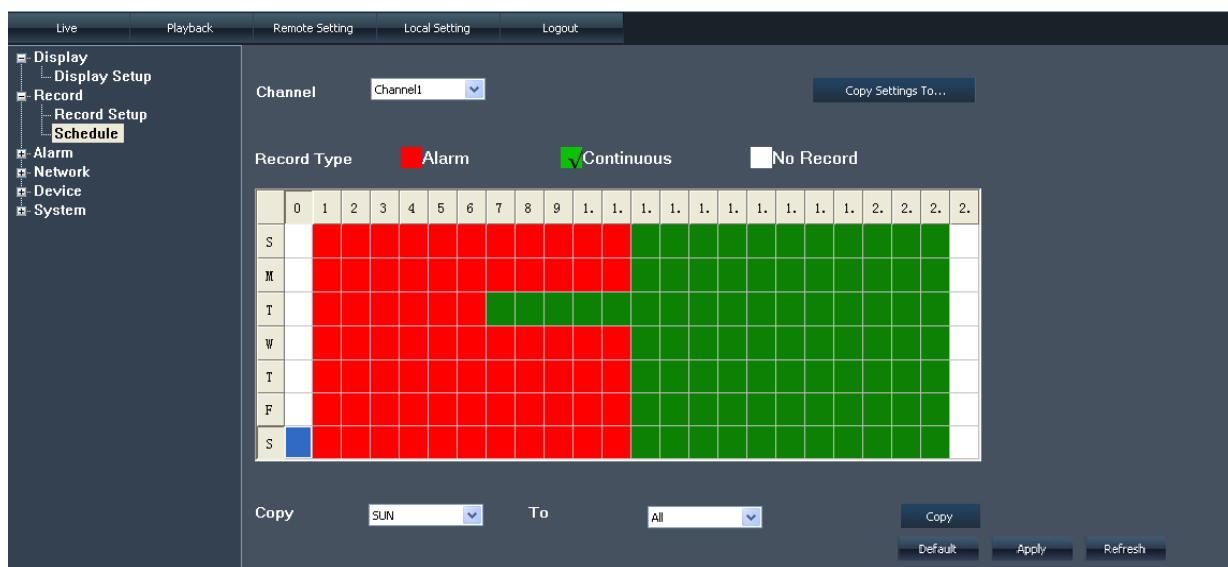 Live Playback Remote Setting Local Setting Logout
Display
Display Setup
Record
Record Setup
Schedule
Alarm
Network
Device
System
Channel Channel1 Copy Settings To...
Record Type Alarm √ Continuous No Record
0 1 2 3 4 5 6 7 8 9 1. 1. 1. 1. 1. 1. 1. 1. 1. 1. 2. 2. 2. 2.
S
M
T
W
T
F
S
Copy SUN To All Copy
Default Apply Refresh